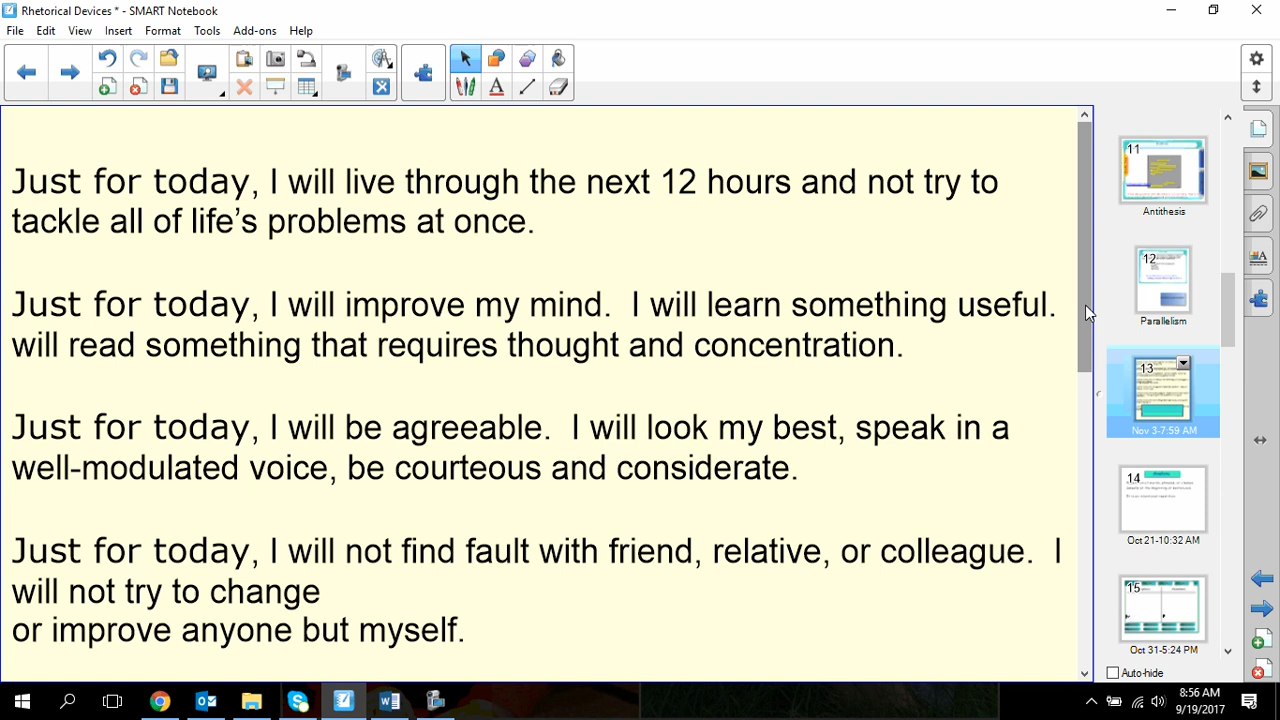 Rhetorical Devices * - SMART Notebook
File Edit View Insert Format Tools Add-ons Help
Just for today, I will live through the next 12 hours and not try to
tackle all of life’s problems at once.
Just for today, I will improve my mind.  I will learn something useful.
will read something that requires thought and concentration.
Just for today, I will be agreeable.  I will look my best, speak in a
well-modulated voice, be courteous and considerate.
Just for today, I will not find fault with friend, relative, or colleague.  I
will not try to change
or improve anyone but myself.
11
Antithesis
12
Parallelism
13
Nov 3-7:59 AM
14
Oct 21-10:32 AM
15
Oct 31-5:24 PM
Auto-hide
8:56 AM
9/19/2017